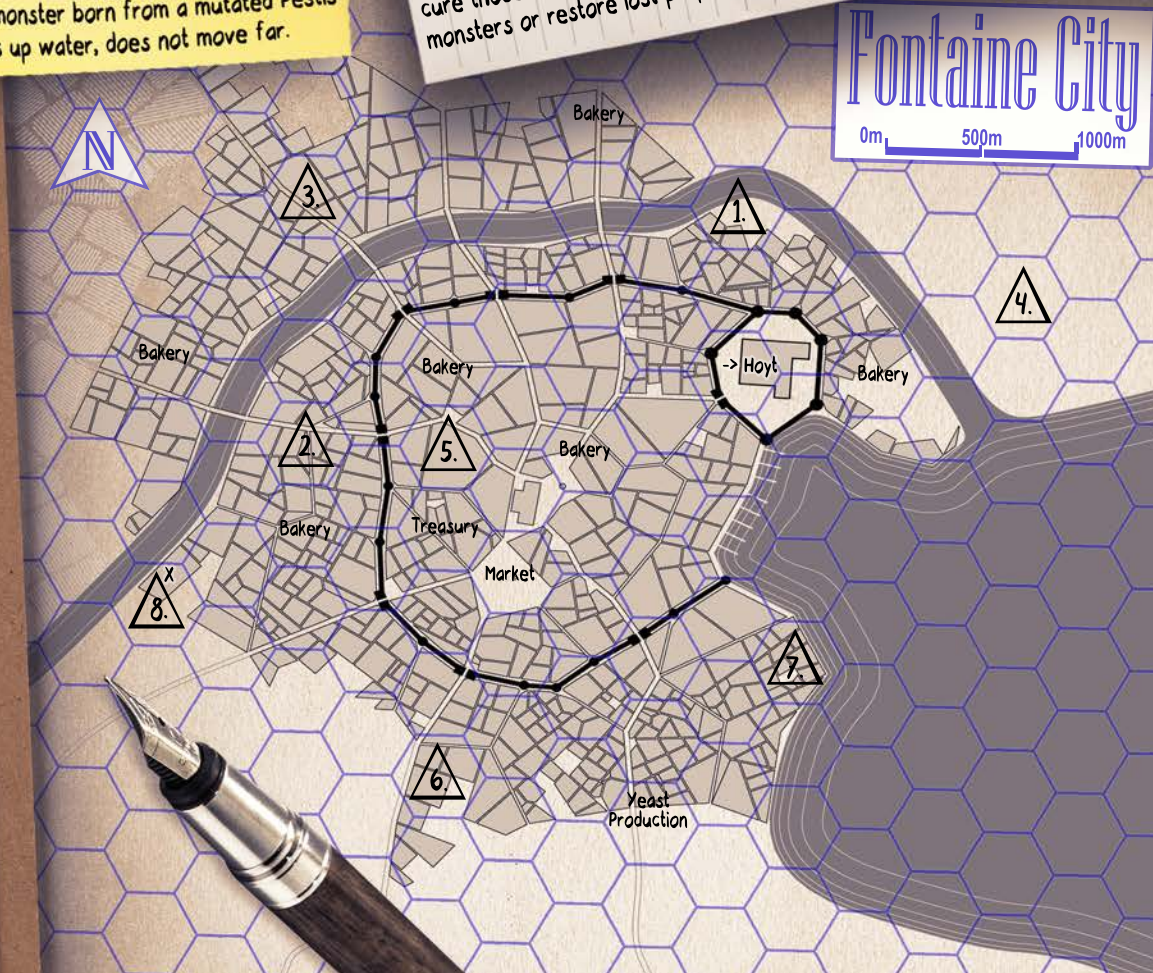 monster born from a mutated Pestis
up water, does not move far.
cure
monsters or restore lost
Fontaine City
0m 500m 1000m
N
Bakery
3.
1.
4.
Bakery
Bakery
-> Hoyt
Bakery
2.
5.
Bakery
Bakery
Treasury
Market
x
8.
7.
6.
Yeast
Production